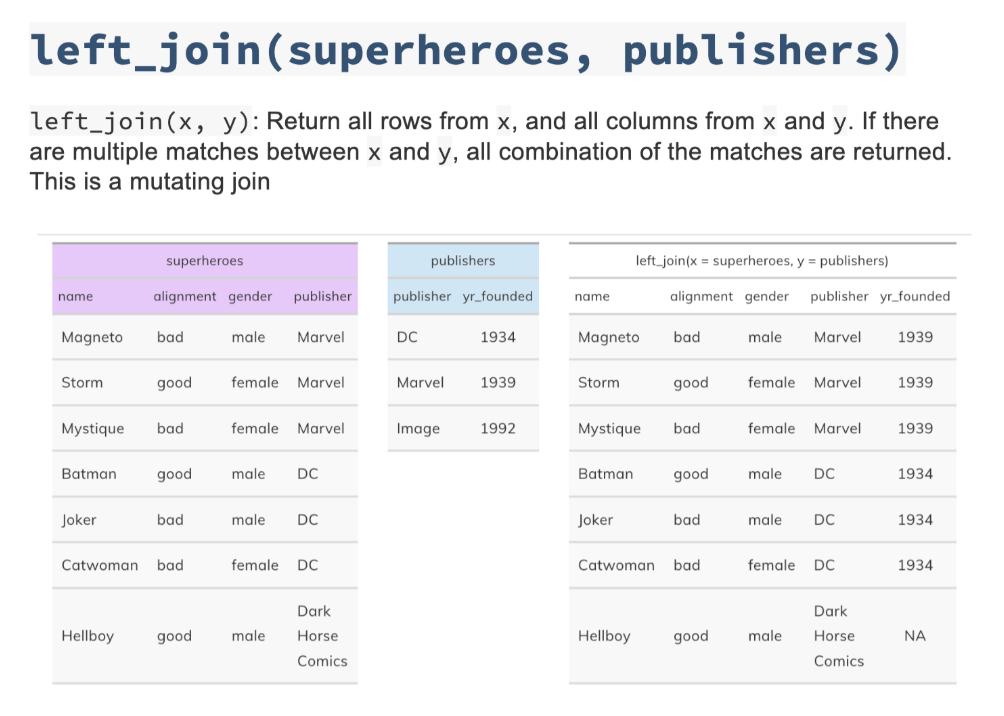 left_join(superheroes, publishers)
left_join(x, y): Return all rows from x, and all columns from x and y. If there
are multiple matches between x and y, all combination of the matches are returned.
This is a mutating join
superheroes
name alignment gender publisher
Magneto bad male Marvel
Storm good female Marvel
Mystique bad female Marvel
Batman good male DC
Joker bad male DC
Catwoman bad female DC
Hellboy good male Dark
Horse
Comics
publishers
publisher yr_founded
DC 1934
Marvel 1939
Image 1992
left_join(x = superheroes, y = publishers)
name alignment gender publisher yr_founded
Magneto bad male Marvel 1939
Storm good female Marvel 1939
Mystique bad female Marvel 1939
Batman good male DC 1934
Joker bad male DC 1934
Catwoman bad female DC 1934
Hellboy good male Dark
Horse
Comics NA